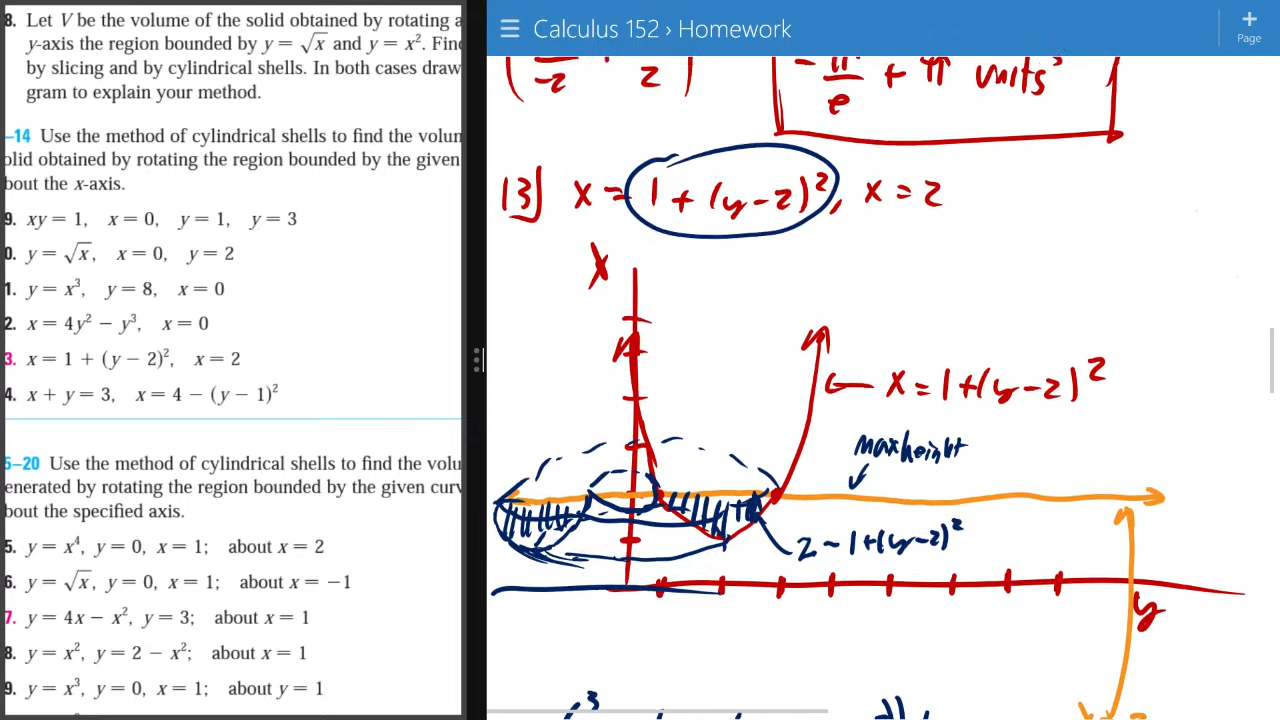 8. Let V be the volume of the solid obtained by rotating a
y-axis the region bounded by y = √x and y = x². Find
by slicing and by cylindrical shells. In both cases draw
gram to explain your method.
–14 Use the method of cylindrical shells to find the volum
olid obtained by rotating the region bounded by the given
bout the x-axis.
9. xy = 1, x = 0, y = 1, y = 3
0. y = √x, x = 0, y = 2
1. y = x³, y = 8, x = 0
2. x = 4y² − y³, x = 0
3. x = 1 + (y − 2)², x = 2
4. x + y = 3, x = 4 − (y − 1)²
5–20 Use the method of cylindrical shells to find the volu
enerated by rotating the region bounded by the given curv
bout the specified axis.
5. y = x⁴, y = 0, x = 1; about x = 2
6. y = √x, y = 0, x = 1; about x = −1
7. y = 4x − x², y = 3; about x = 1
8. y = x², y = 2 − x²; about x = 1
9. y = x³, y = 0, x = 1; about y = 1
Calculus 152 › Homework
Page
-2 2
-π/e + π units³
13] x = 1 + (y-2)², x = 2
x
x = 1+(y-2)²
max height
2 - 1+(y-2)²
y